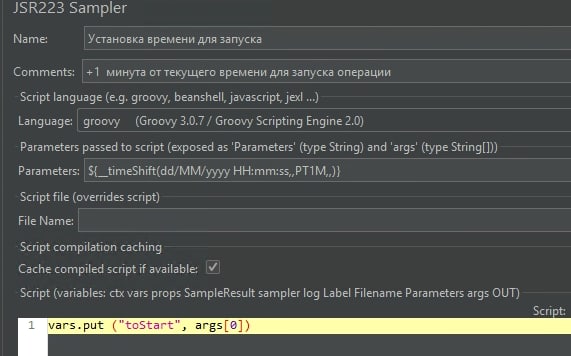 JSR223 Sampler
Name: Установка времени для запуска
Comments: +1 минута от текущего времени для запуска операции
Script language (e.g. groovy, beanshell, javascript, jexl ...)
Language: groovy (Groovy 3.0.7 / Groovy Scripting Engine 2.0)
Parameters passed to script (exposed as 'Parameters' (type String) and 'args' (type String[]))
Parameters: ${__timeShift(dd/MM/yyyy HH:mm:ss,,PT1M,,)}
Script file (overrides script)
File Name:
Script compilation caching
Cache compiled script if available:
Script (variables: ctx vars props SampleResult sampler log Label Filename Parameters args OUT)
Script:
1 vars.put ("toStart", args[0])